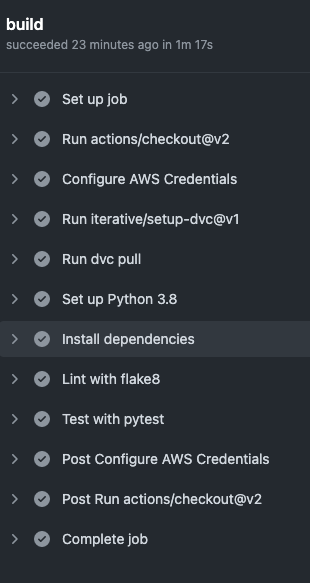 build
succeeded 23 minutes ago in 1m 17s
Set up job
Run actions/checkout@v2
Configure AWS Credentials
Run iterative/setup-dvc@v1
Run dvc pull
Set up Python 3.8
Install dependencies
Lint with flake8
Test with pytest
Post Configure AWS Credentials
Post Run actions/checkout@v2
Complete job